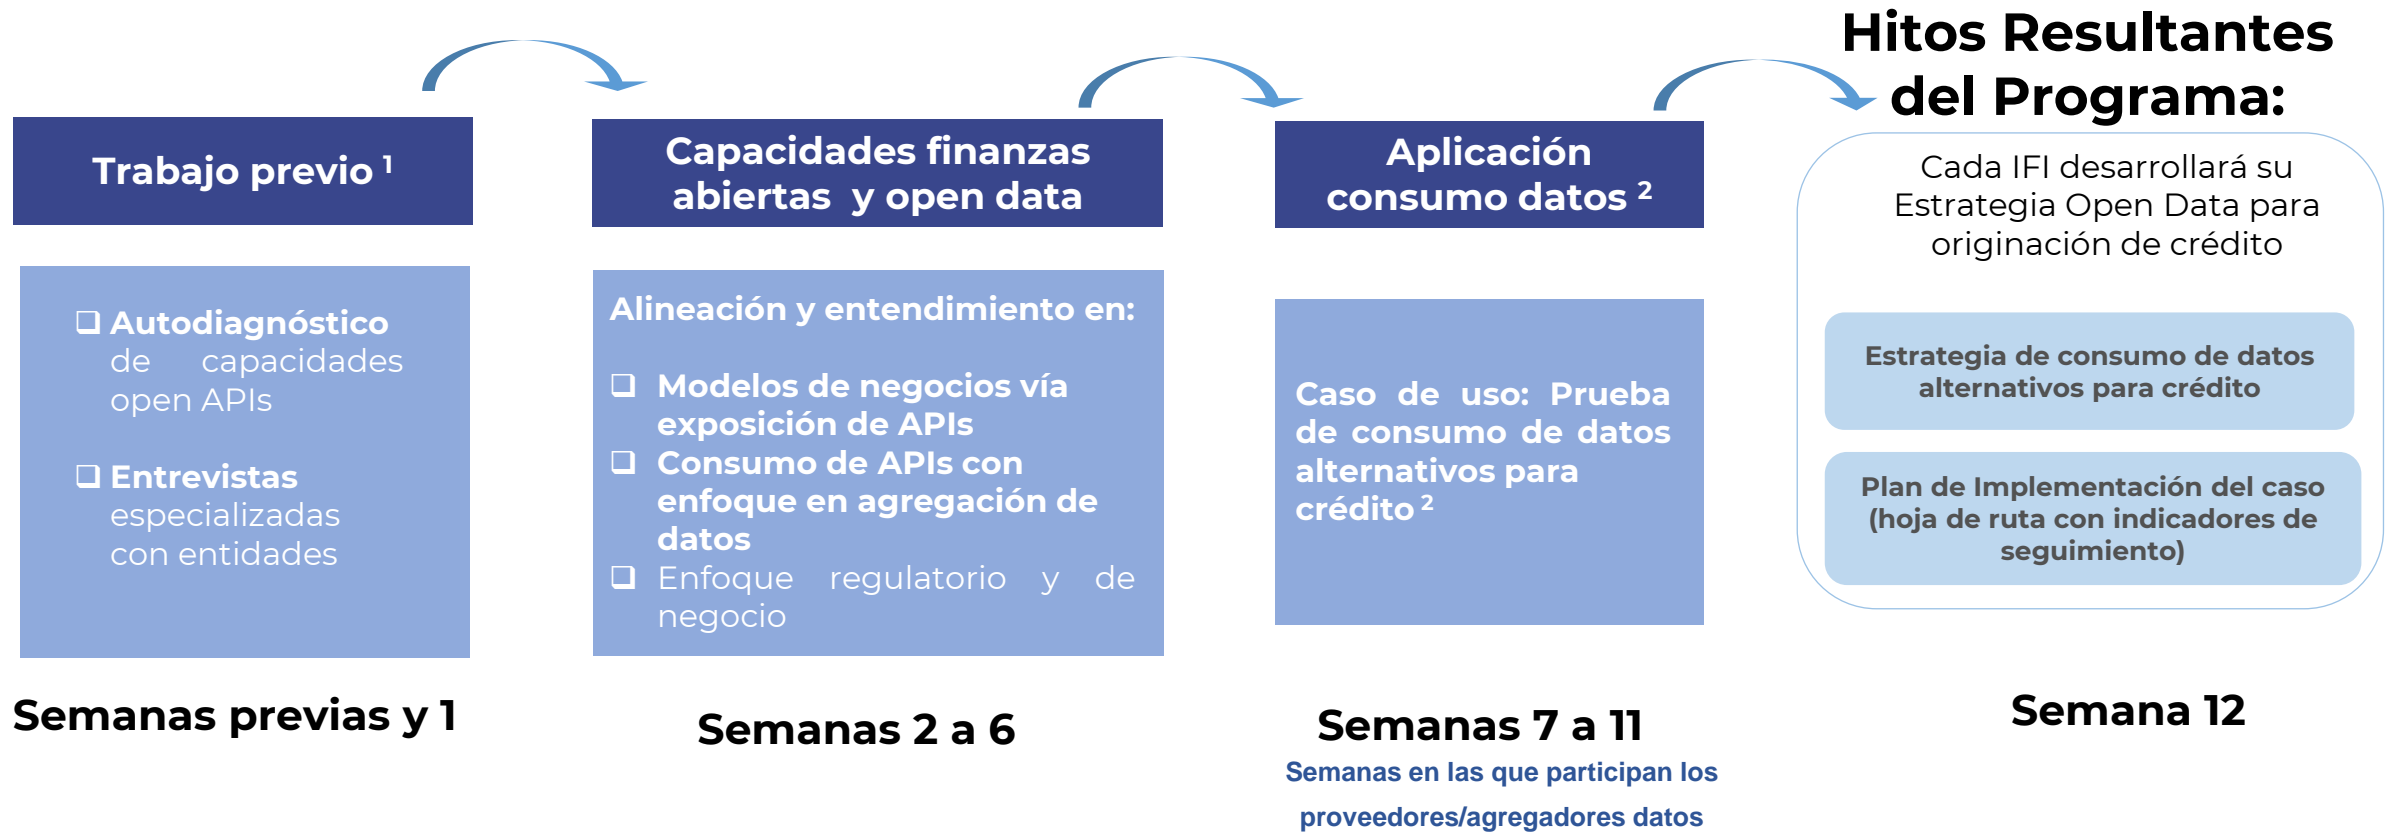 Trabajo previo ¹
❑ Autodiagnóstico
de capacidades
open APIs
❑ Entrevistas
especializadas
con entidades
Semanas previas y 1
Capacidades finanzas
abiertas y open data
Alineación y entendimiento en:
❑ Modelos de negocios vía
exposición de APIs
❑ Consumo de APIs con
enfoque en agregación de
datos
❑ Enfoque regulatorio y de
negocio
Semanas 2 a 6
Aplicación
consumo datos ²
Caso de uso: Prueba
de consumo de datos
alternativos para
crédito ²
Semanas 7 a 11
Semanas en las que participan los
proveedores/agregadores datos
Hitos Resultantes
del Programa:
Cada IFI desarrollará su
Estrategia Open Data para
originación de crédito
Estrategia de consumo de datos
alternativos para crédito
Plan de Implementación del caso
(hoja de ruta con indicadores de
seguimiento)
Semana 12